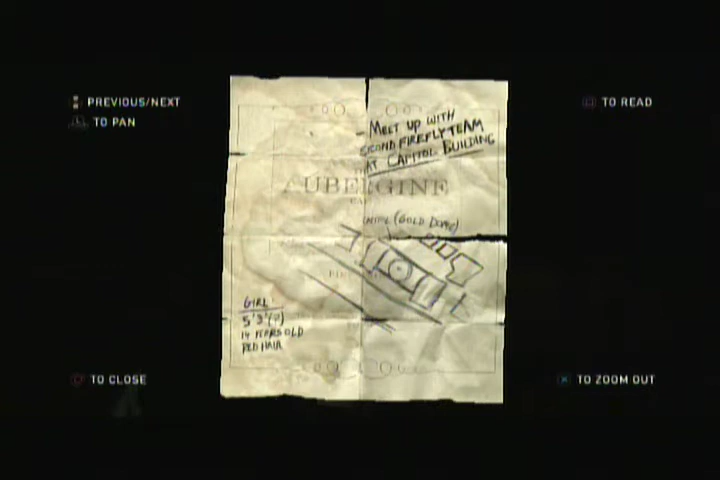 PREVIOUS/NEXT
TO PAN
TO READ
MEET UP WITH
SECOND FIREFLY TEAM
AT CAPITOL BUILDING
AUBERGINE
(GOLD DOME)
GIRL
5'3"(?)
14 YEARS OLD
RED HAIR
TO CLOSE
TO ZOOM OUT